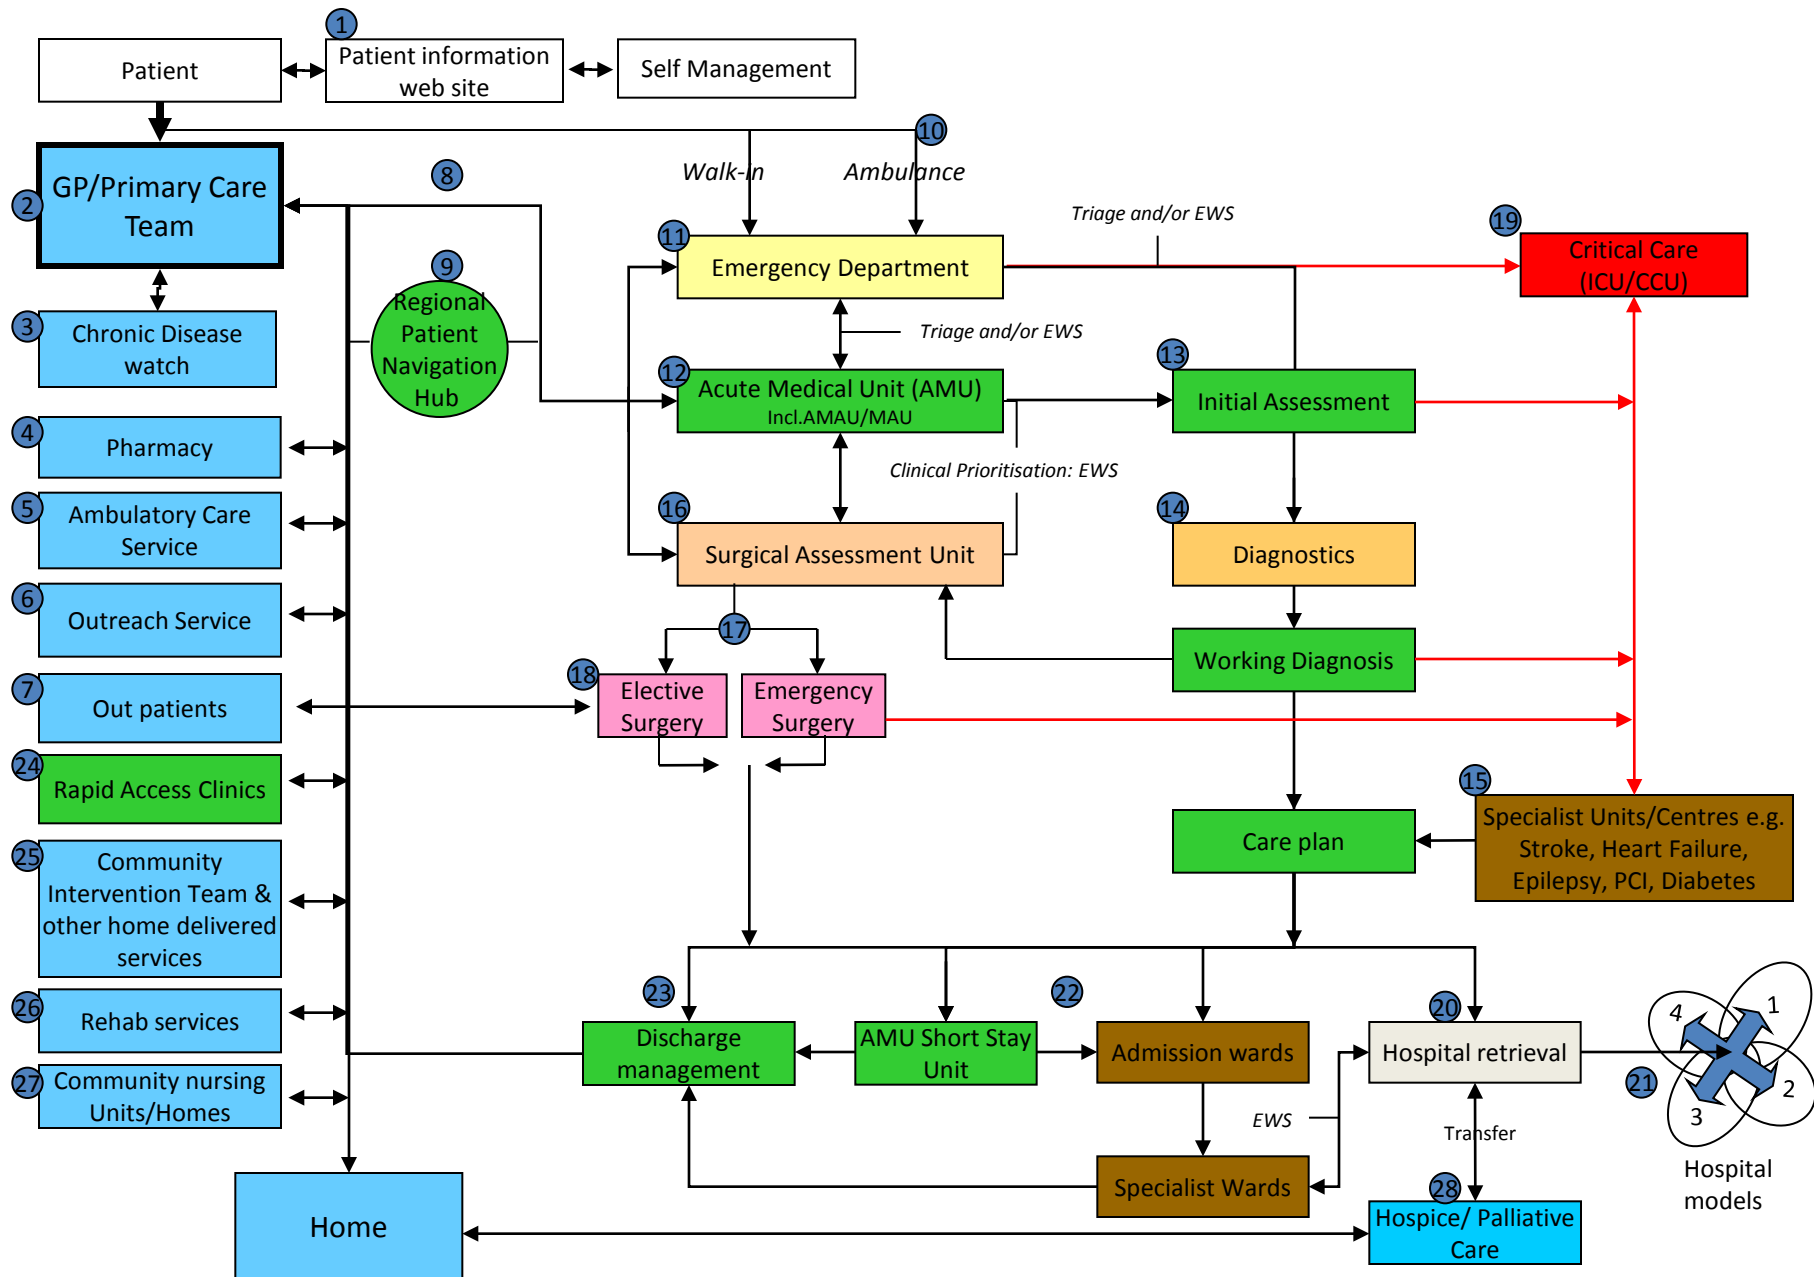 1
Patient
Patient information
web site
Self Management
10
Walk-in
Ambulance
8
2
GP/Primary Care
Team
Triage and/or EWS
11
Emergency Department
19
Critical Care
(ICU/CCU)
9
Regional
Patient
Navigation
Hub
3
Chronic Disease
watch
Triage and/or EWS
12
Acute Medical Unit (AMU)
Incl.AMAU/MAU
13
Initial Assessment
4
Pharmacy
Clinical Prioritisation: EWS
5
Ambulatory Care
Service
16
Surgical Assessment Unit
14
Diagnostics
6
Outreach Service
17
Working Diagnosis
7
Out patients
18
Elective
Surgery
Emergency
Surgery
24
Rapid Access Clinics
15
Specialist Units/Centres e.g.
Stroke, Heart Failure,
Epilepsy, PCI, Diabetes
Care plan
25
Community
Intervention Team &
other home delivered
services
23
22
20
26
Rehab services
Discharge
management
AMU Short Stay
Unit
Admission wards
Hospital retrieval
21
4
1
3
2
Hospital
models
27
Community nursing
Units/Homes
EWS
Transfer
Specialist Wards
28
Hospice/ Palliative
Care
Home